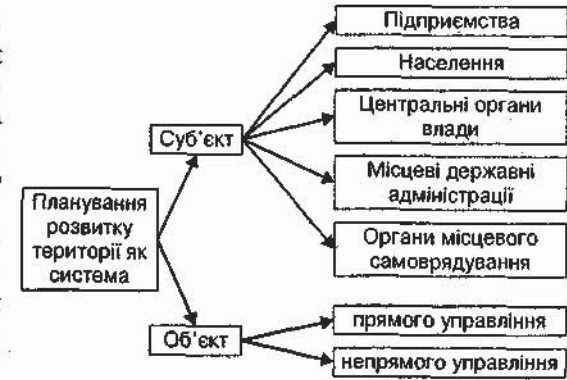 Планування
розвитку
території як
система
Суб'єкт
Об'єкт
Підприємства
Населення
Центральні органи
влади
Місцеві державні
адміністрації
Органи місцевого
самоврядування
прямого управління
непрямого управління